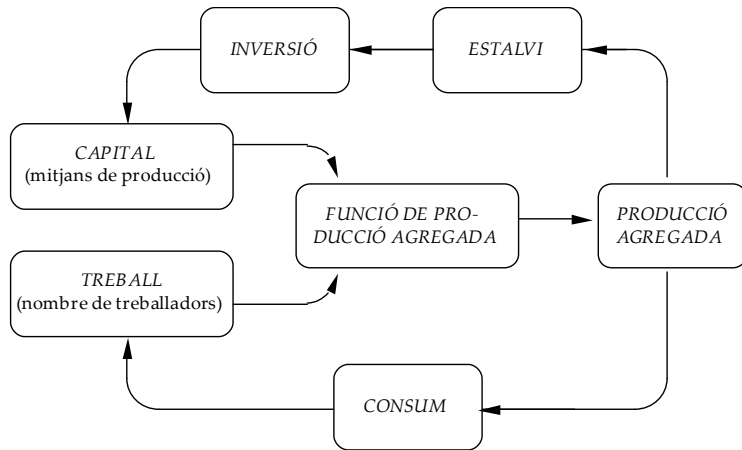 INVERSIÓ
ESTALVI
CAPITAL
(mitjans de producció)
FUNCIÓ DE PRO-
DUCCIÓ AGREGADA
PRODUCCIÓ
AGREGADA
TREBALL
(nombre de treballadors)
CONSUM